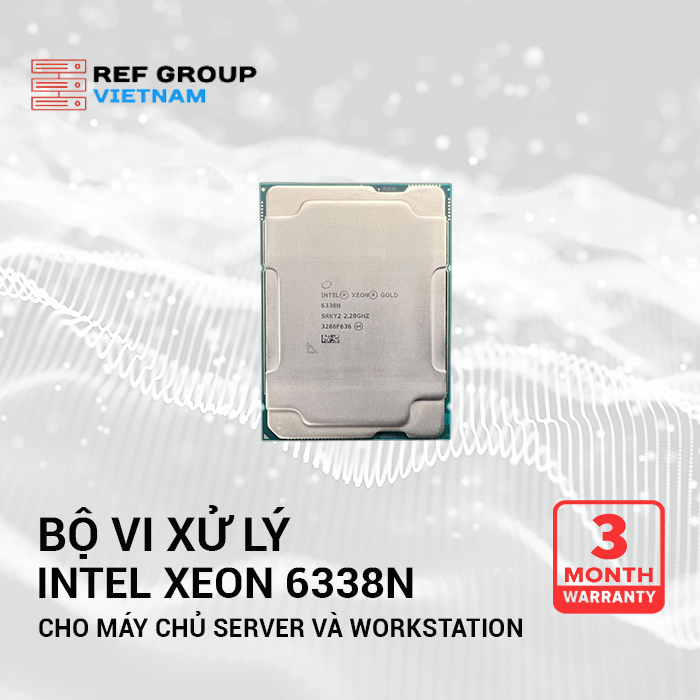 REF GROUP
VIETNAM
INTEL® XEON® GOLD
6338N
SRKY2 2.20GHZ
3206F636
BỘ VI XỬ LÝ
INTEL XEON 6338N
CHO MÁY CHỦ SERVER VÀ WORKSTATION
3
MONTH
WARRANTY